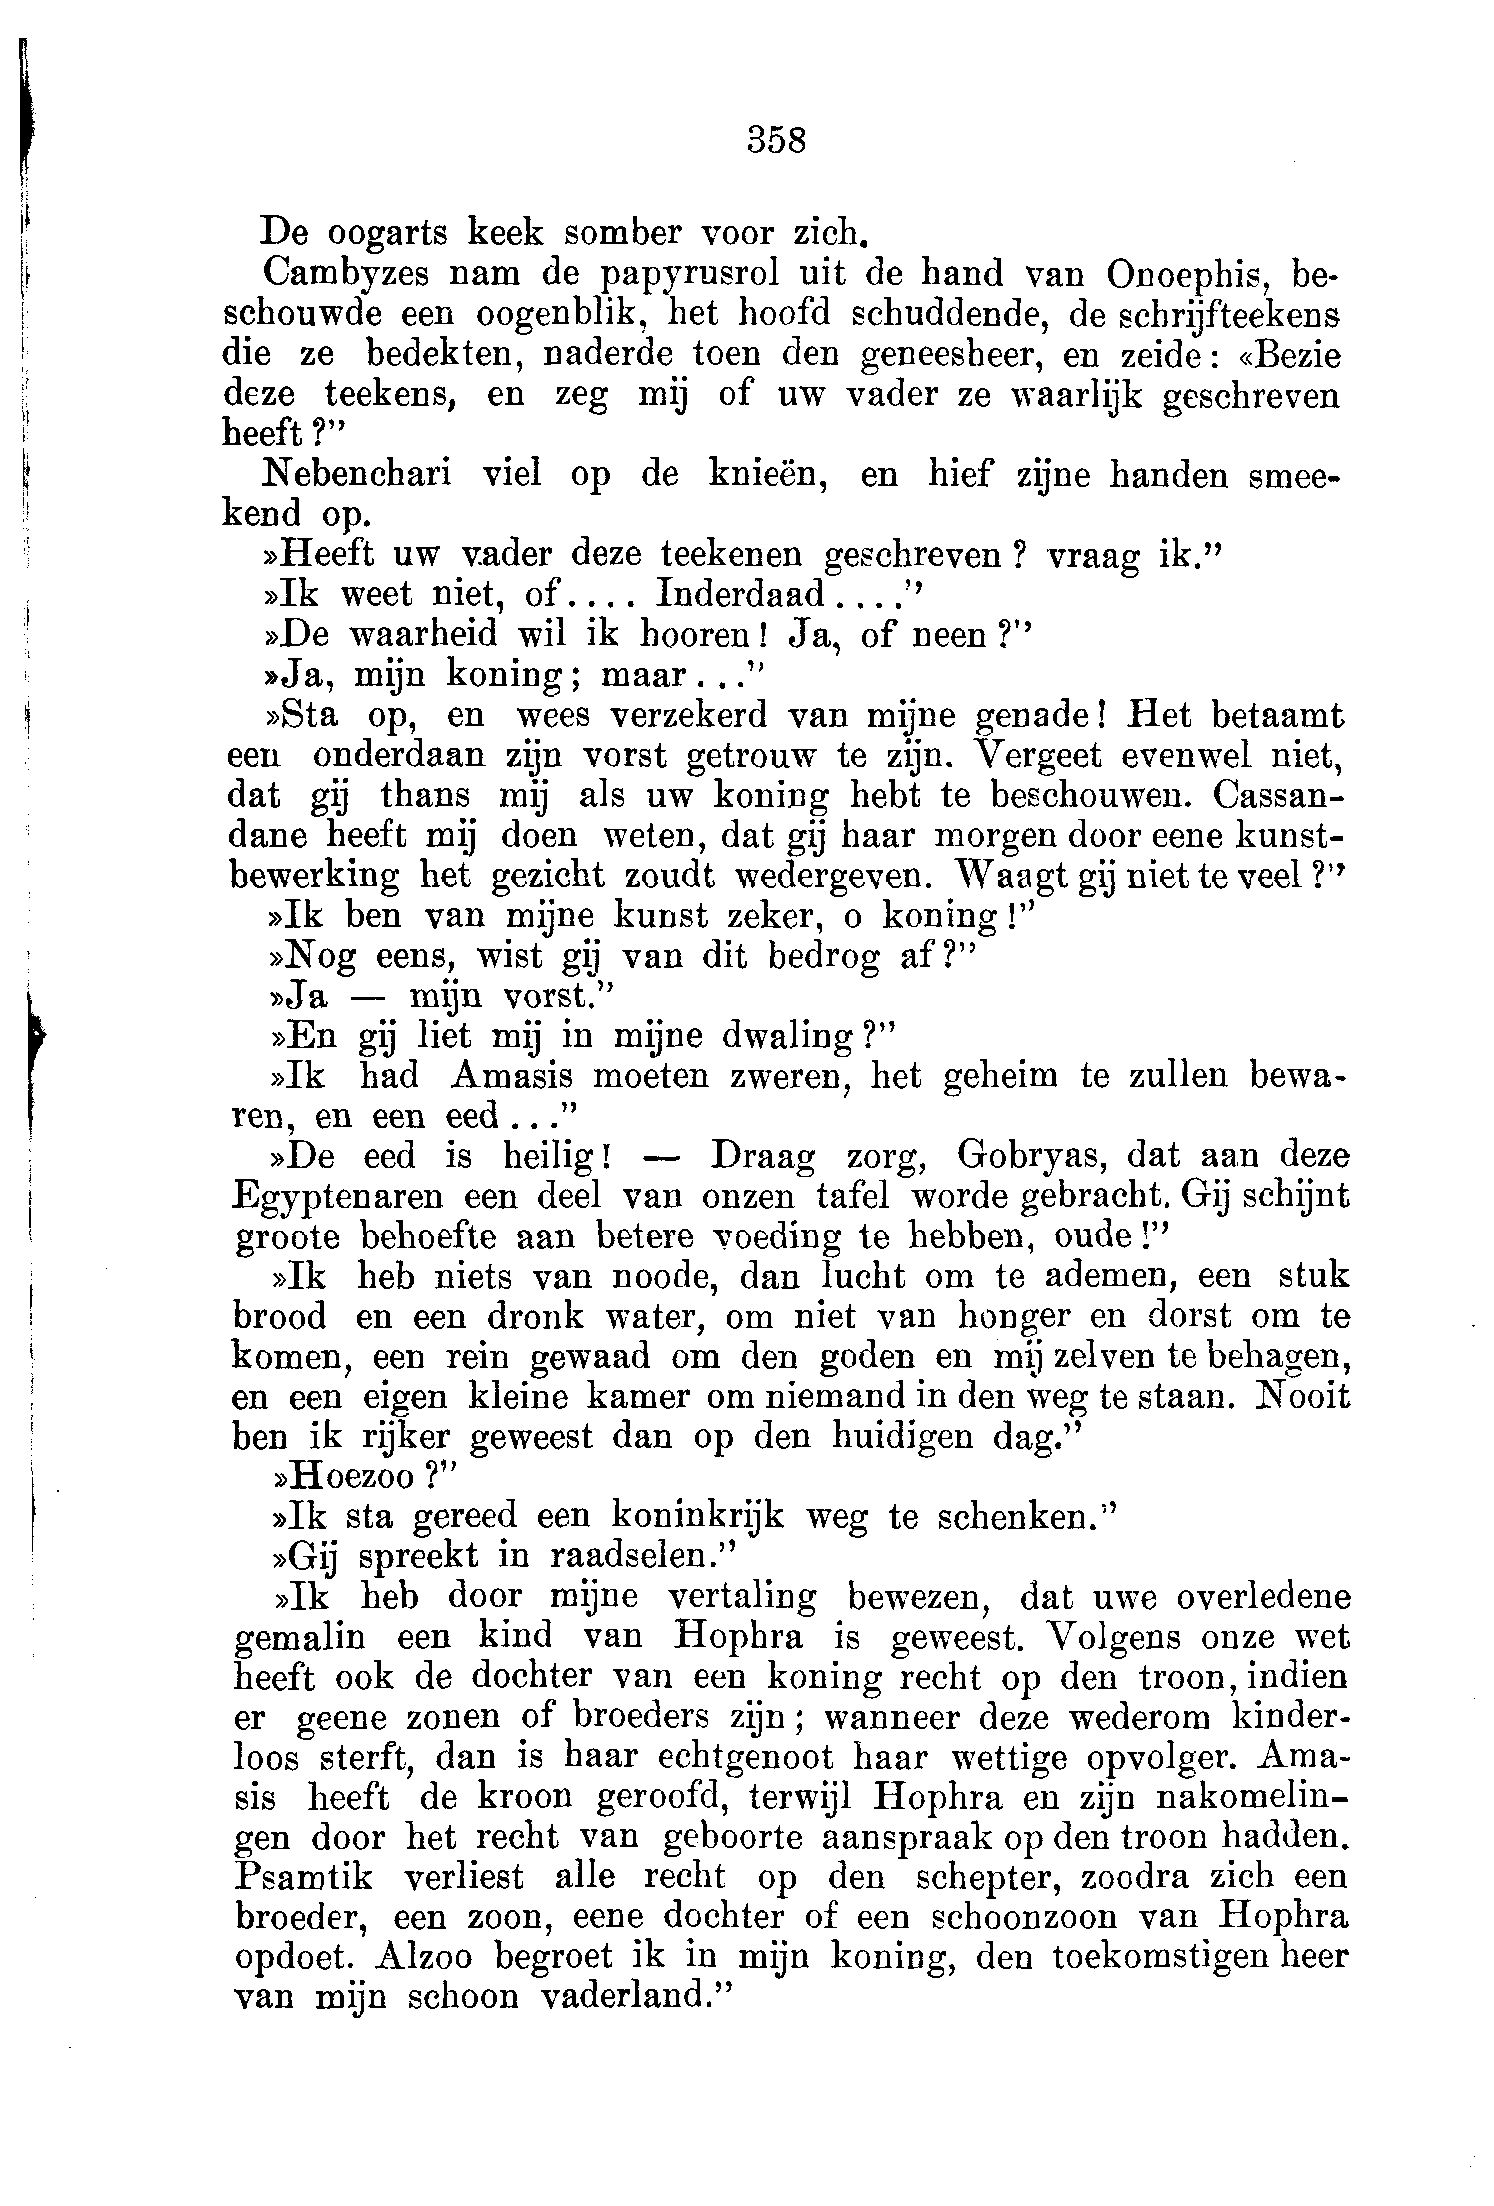 358
De oogarts keek somber voor zich.
Cambyzes nam de papyrusrol uit de hand van Onoephis, be-
schouwde een oogenblik, het hoofd schuddende, de schrijfteekens
die ze bedekten, naderde toen den geneesheer, en zeide: «Bezie
deze teekens, en zeg mij of uw vader ze waarlijk geschreven
heeft?”
Nebenchari viel op de knieën, en hief zijne handen smee-
kend op.
»Heeft uw vader deze teekenen geschreven? vraag ik.”
»Ik weet niet, of.... Inderdaad....”
»De waarheid wil ik hooren! Ja, of neen?”
»Ja, mijn koning; maar...”
»Sta op, en wees verzekerd van mijne genade! Het betaamt
een onderdaan zijn vorst getrouw te zijn. Vergeet evenwel niet,
dat gij thans mij als uw koning hebt te beschouwen. Cassan-
dane heeft mij doen weten, dat gij haar morgen door eene kunst-
bewerking het gezicht zoudt wedergeven. Waagt gij niet te veel?”
»Ik ben van mijne kunst zeker, o koning!”
»Nog eens, wist gij van dit bedrog af?”
»Ja — mijn vorst.”
»En gij liet mij in mijne dwaling?”
»Ik had Amasis moeten zweren, het geheim te zullen bewa-
ren, en een eed...”
»De eed is heilig! — Draag zorg, Gobryas, dat aan deze
Egyptenaren een deel van onzen tafel worde gebracht. Gij schijnt
groote behoefte aan betere voeding te hebben, oude!”
»Ik heb niets van noode, dan lucht om te ademen, een stuk
brood en een dronk water, om niet van honger en dorst om te
komen, een rein gewaad om den goden en mij zelven te behagen,
en een eigen kleine kamer om niemand in den weg te staan. Nooit
ben ik rijker geweest dan op den huidigen dag.”
»Hoezoo?”
»Ik sta gereed een koninkrijk weg te schenken.”
»Gij spreekt in raadselen.”
»Ik heb door mijne vertaling bewezen, dat uwe overledene
gemalin een kind van Hophra is geweest. Volgens onze wet
heeft ook de dochter van een koning recht op den troon, indien
er geene zonen of broeders zijn; wanneer deze wederom kinder-
loos sterft, dan is haar echtgenoot haar wettige opvolger. Ama-
sis heeft de kroon geroofd, terwijl Hophra en zijn nakomelin-
gen door het recht van geboorte aanspraak op den troon hadden.
Psamtik verliest alle recht op den schepter, zoodra zich een
broeder, een zoon, eene dochter of een schoonzoon van Hophra
opdoet. Alzoo begroet ik in mijn koning, den toekomstigen heer
van mijn schoon vaderland.”